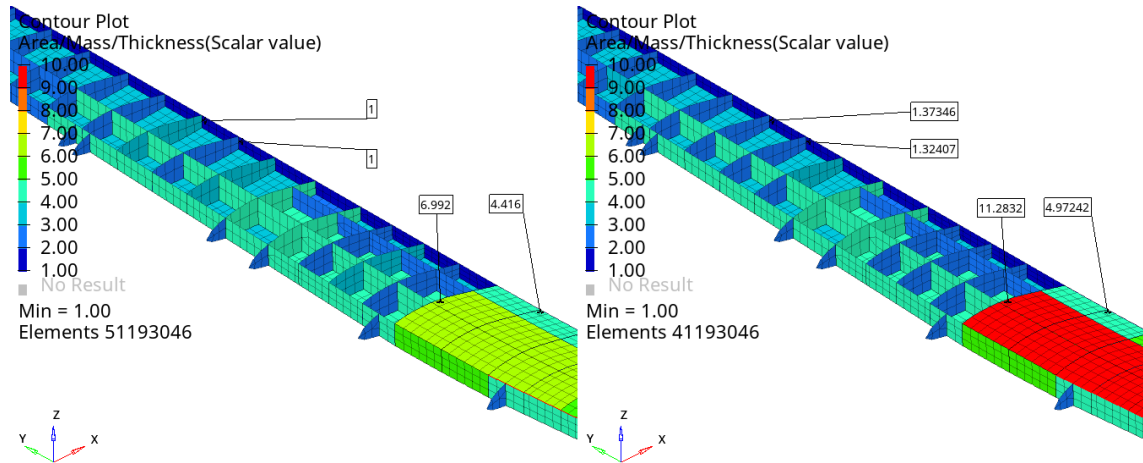 Contour Plot
Area/Mass/Thickness(Scalar value)
10.00
9.00
8.00
7.00
6.00
5.00
4.00
3.00
2.00
1.00
No Result
Min = 1.00
Elements 51193046
1
1
6.992
4.416
Z
Y
X
Contour Plot
Area/Mass/Thickness(Scalar value)
10.00
9.00
8.00
7.00
6.00
5.00
4.00
3.00
2.00
1.00
No Result
Min = 1.00
Elements 41193046
1.37346
1.32407
11.2832
4.97242
Z
Y
X